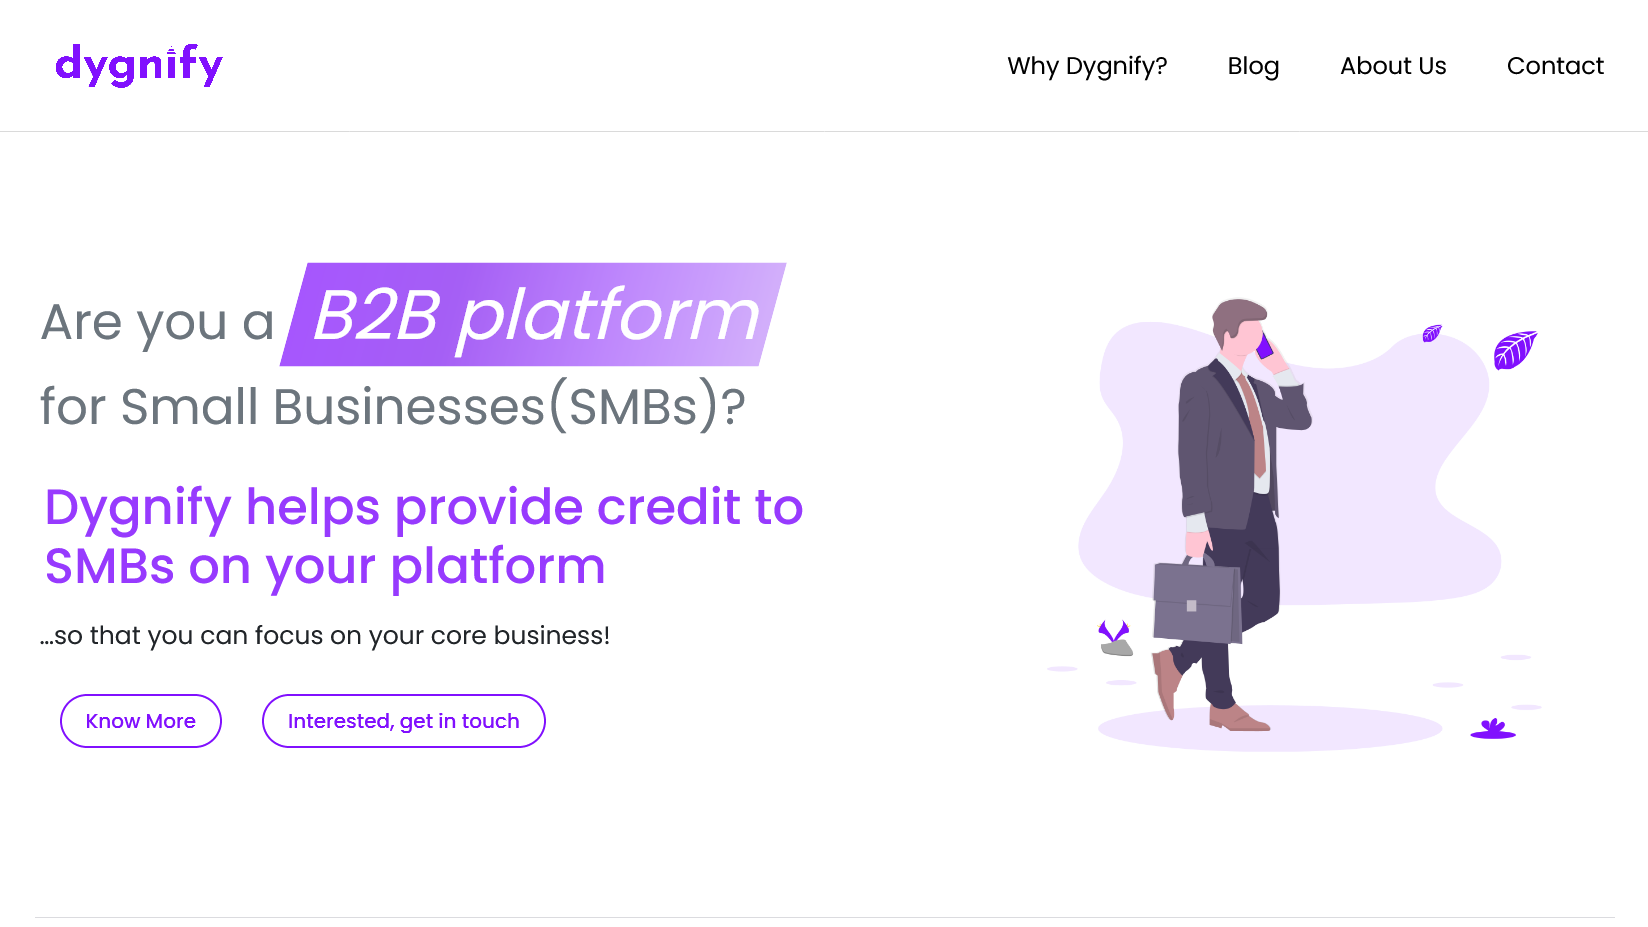 dygnify
Why Dygnify? Blog About Us Contact
Are you a B2B platform
for Small Businesses(SMBs)?
Dygnify helps provide credit to
SMBs on your platform
...so that you can focus on your core business!
Know More Interested, get in touch